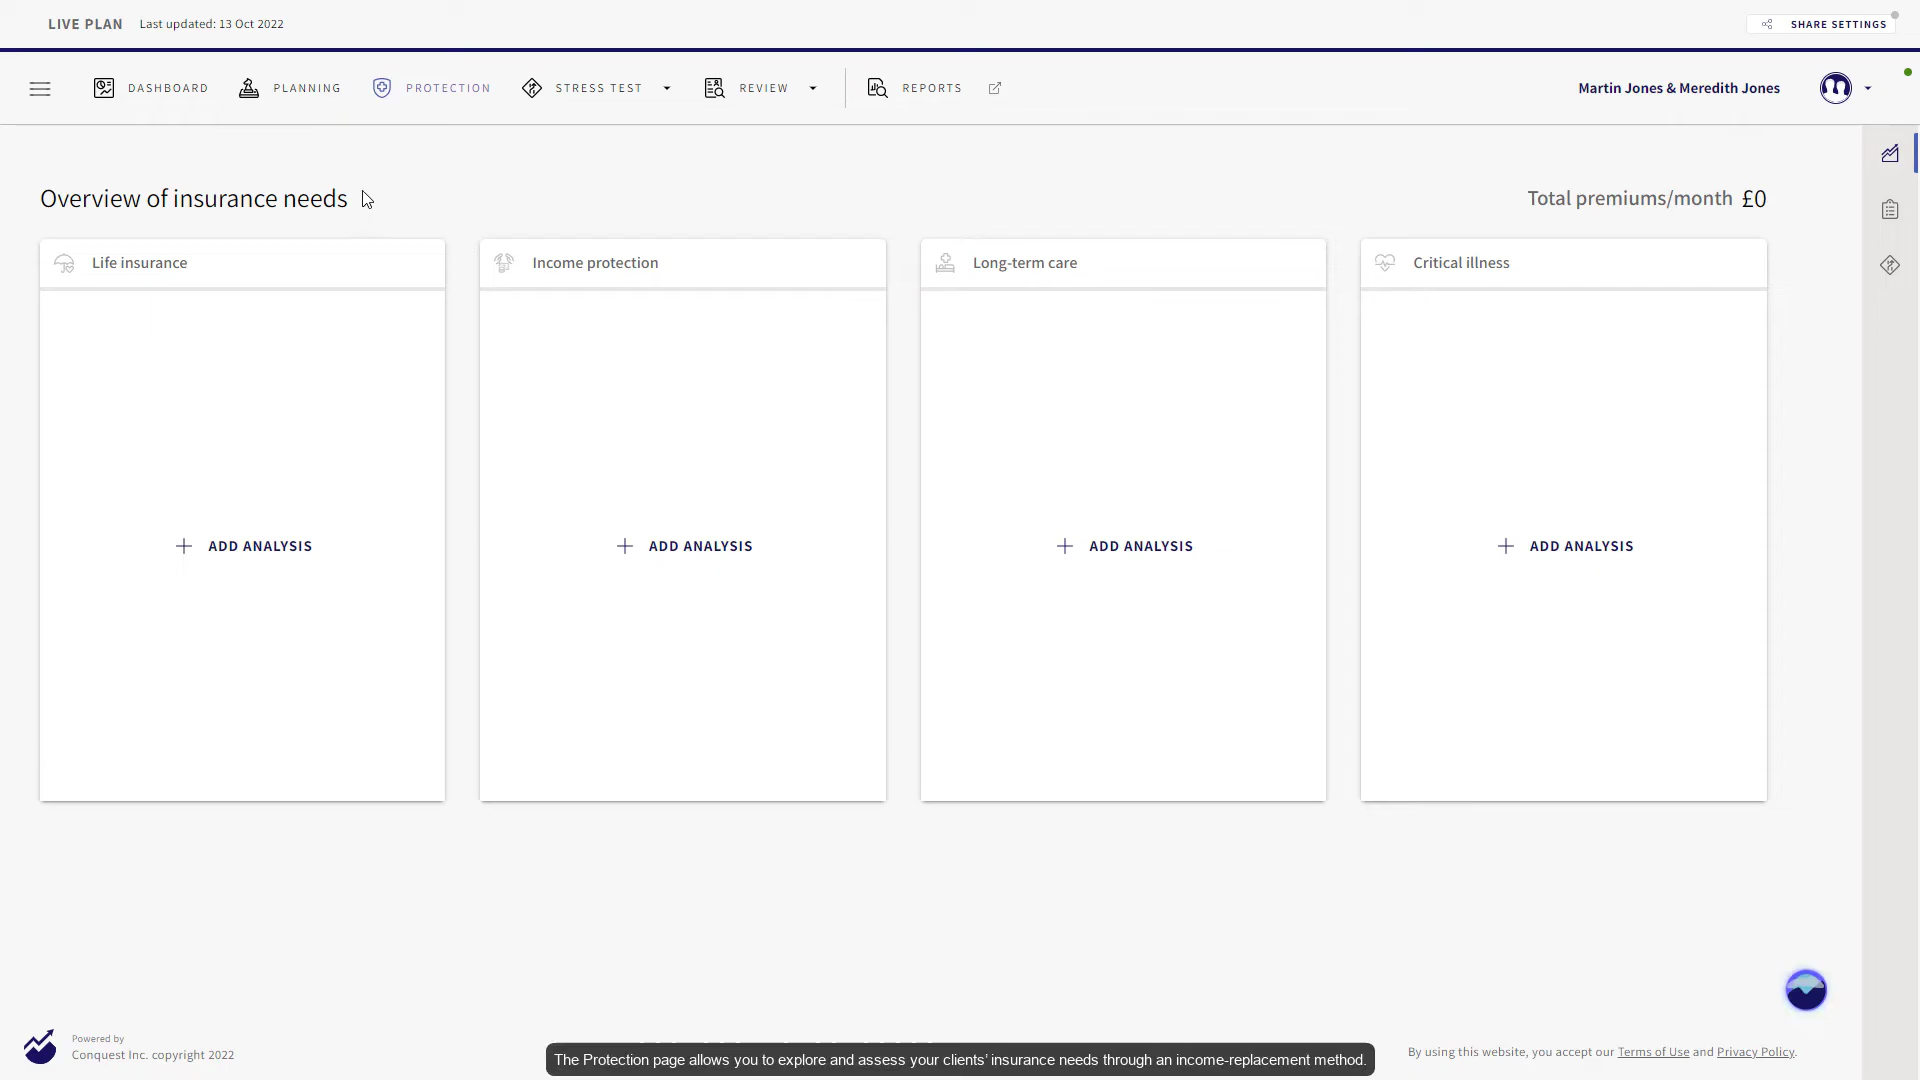 LIVE PLAN Last updated: 13 Oct 2022 SHARE SETTINGS
DASHBOARD PLANNING PROTECTION STRESS TEST REVIEW REPORTS Martin Jones & Meredith Jones
Overview of insurance needs Total premiums/month £0
Life insurance Income protection Long-term care Critical illness
ADD ANALYSIS ADD ANALYSIS ADD ANALYSIS ADD ANALYSIS
Powered by
Conquest Inc. copyright 2022
The Protection page allows you to explore and assess your clients' insurance needs through an income-replacement method.
By using this website, you accept our Terms of Use and Privacy Policy.